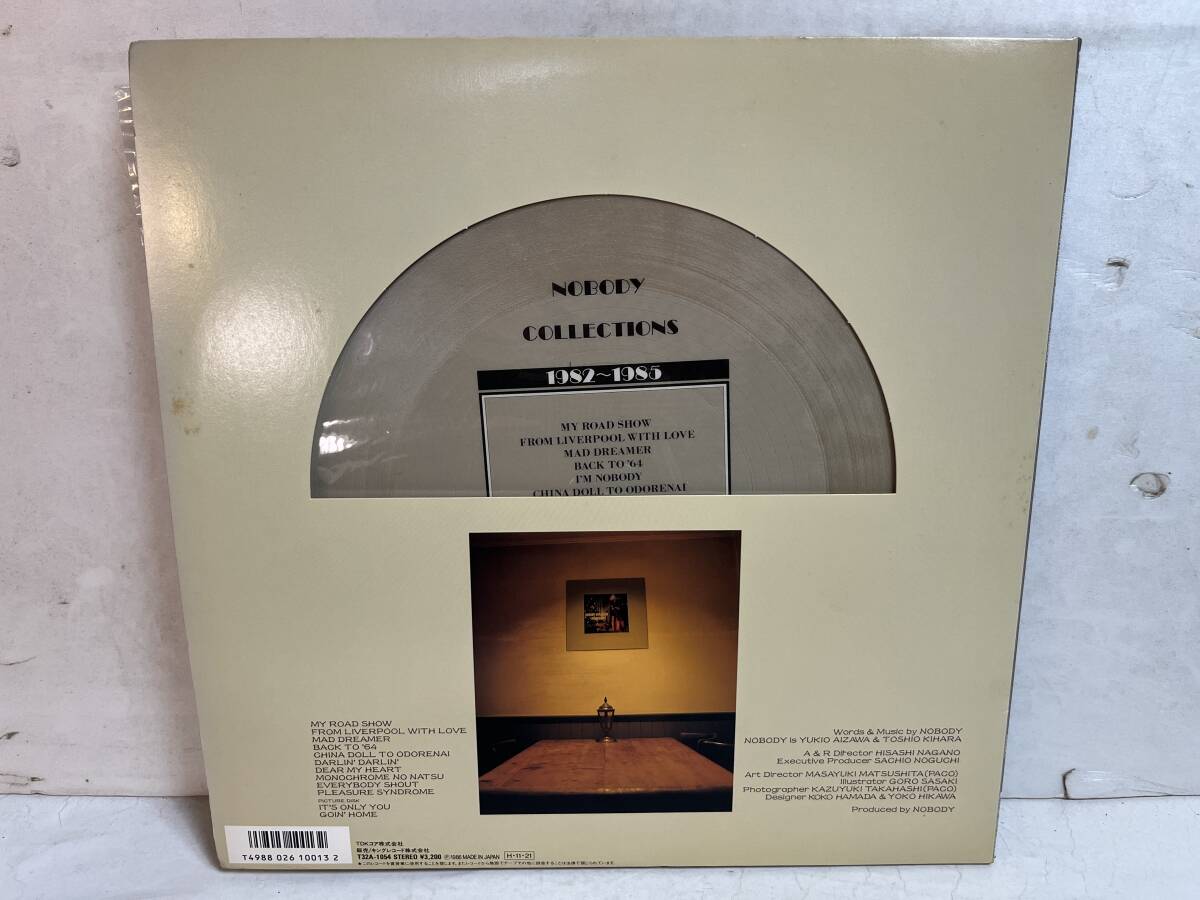 NOBODY
COLLECTIONS
1982~1985
MY ROAD SHOW
FROM LIVERPOOL WITH LOVE
MAD DREAMER
BACK TO '64
I'M NOBODY
CHINA DOLL TO ODORENAI
MY ROAD SHOW
FROM LIVERPOOL WITH LOVE
MAD DREAMER
BACK TO '64
CHINA DOLL TO ODORENAI
DARLIN' DARLIN'
DEAR MY HEART
MONOCHROME NO NATSU
EVERYBODY SHOUT
PLEASURE SYNDROME
PICTURE DISK
IT'S ONLY YOU
GOIN' HOME
Words & Music by NOBODY
NOBODY is YUKIO AIZAWA & TOSHIO KIHARA
A & R Director HISASHI NAGANO
Executive Producer SACHIO NOGUCHI
Art Director MASAYUKI MATSUSHITA(PACO)
Illustrator GORO SASAKI
Photographer KAZUYUKI TAKAHASHI(PACO)
Designer KOKO HAMADA & YOKO HIKAWA
Produced by NOBODY
T4988 026 10013 2
TDKコア株式会社
販売/キングレコード株式会社
T32A-1054 STEREO ¥3,200 Ⓟ1986 MADE IN JAPAN H·11·21